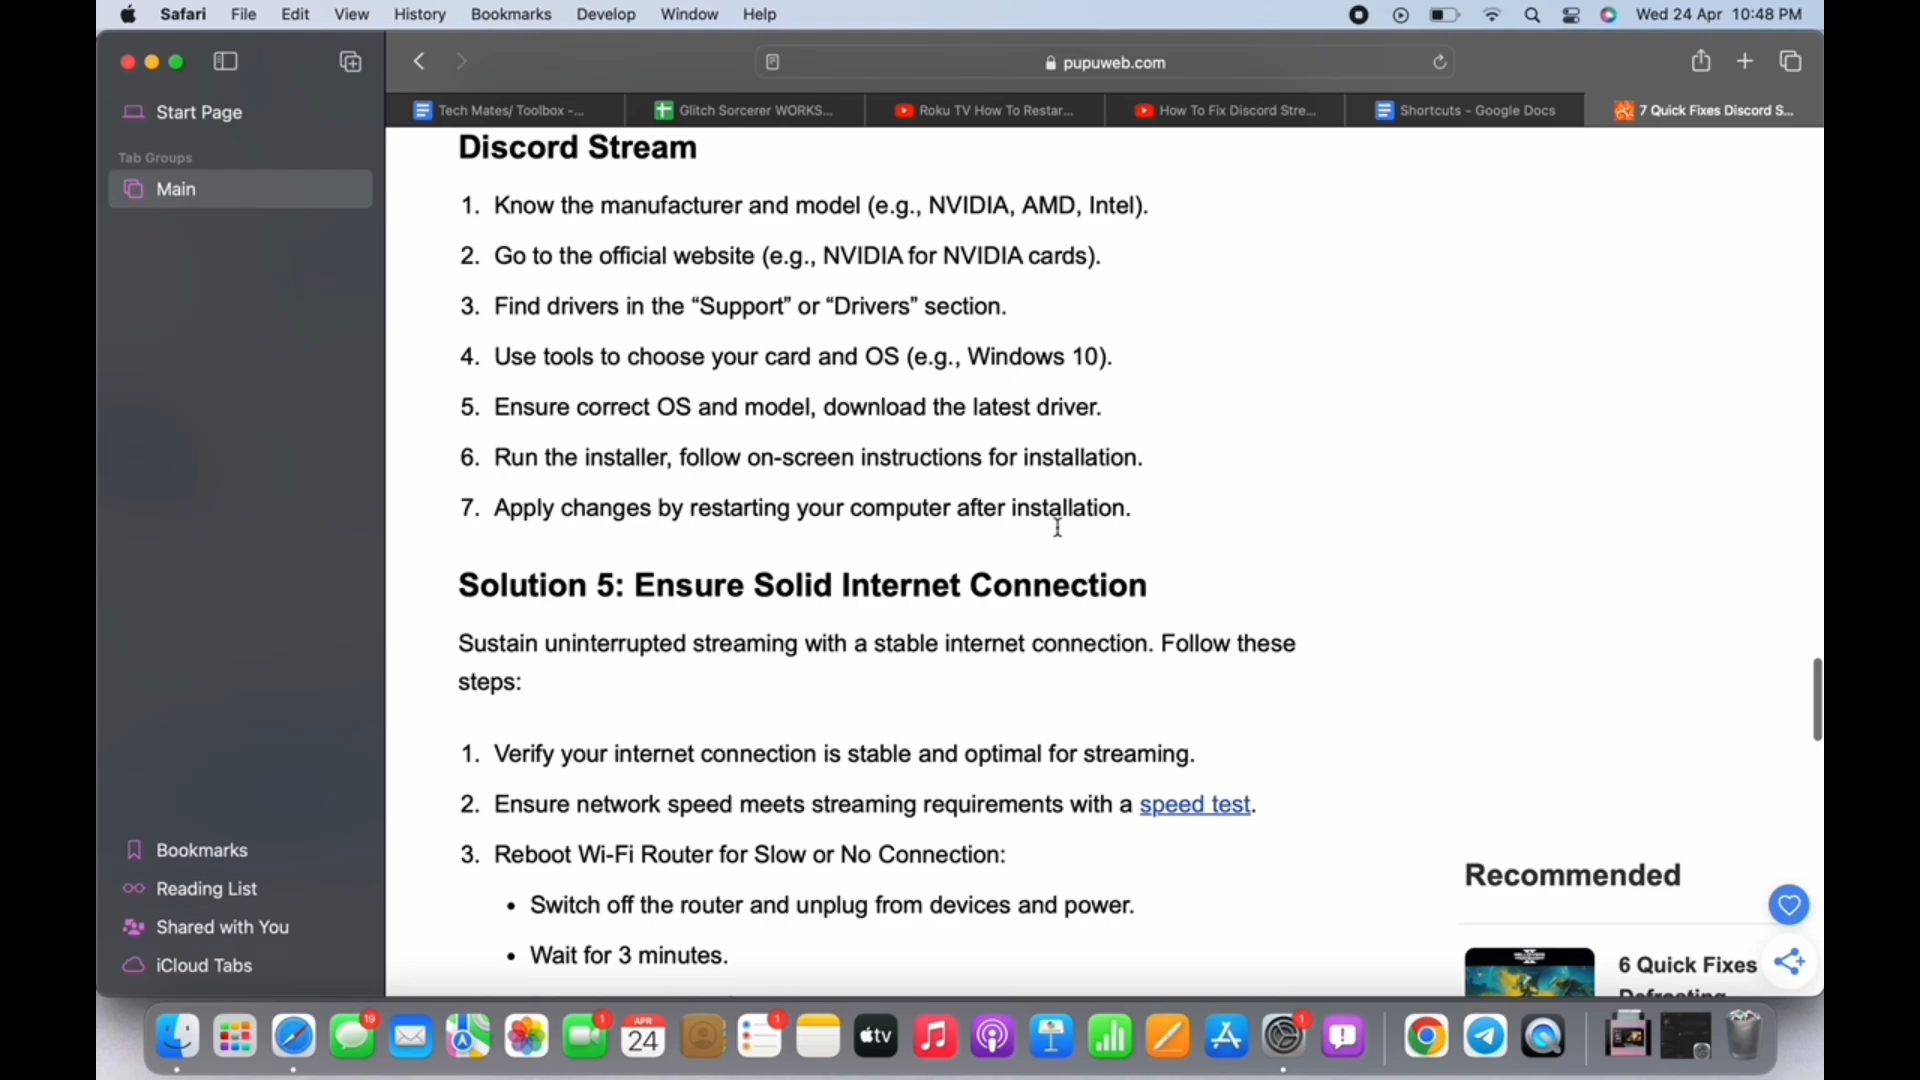 Safari File Edit View History Bookmarks Develop Window Help Wed 24 Apr 10:48 PM
pupuweb.com
Start Page
Tab Groups
Main
Bookmarks
Reading List
Shared with You
iCloud Tabs
Tech Mates/ Toolbox -... Glitch Sorcerer WORKS... Roku TV How To Restar... How To Fix Discord Stre... Shortcuts - Google Docs 7 Quick Fixes Discord S...
Discord Stream
1. Know the manufacturer and model (e.g., NVIDIA, AMD, Intel).
2. Go to the official website (e.g., NVIDIA for NVIDIA cards).
3. Find drivers in the “Support” or “Drivers” section.
4. Use tools to choose your card and OS (e.g., Windows 10).
5. Ensure correct OS and model, download the latest driver.
6. Run the installer, follow on-screen instructions for installation.
7. Apply changes by restarting your computer after installation.
Solution 5: Ensure Solid Internet Connection
Sustain uninterrupted streaming with a stable internet connection. Follow these
steps:
1. Verify your internet connection is stable and optimal for streaming.
2. Ensure network speed meets streaming requirements with a speed test.
3. Reboot Wi-Fi Router for Slow or No Connection:
• Switch off the router and unplug from devices and power.
• Wait for 3 minutes.
Recommended
6 Quick Fixes
19
1
APR
24
1
tv
1